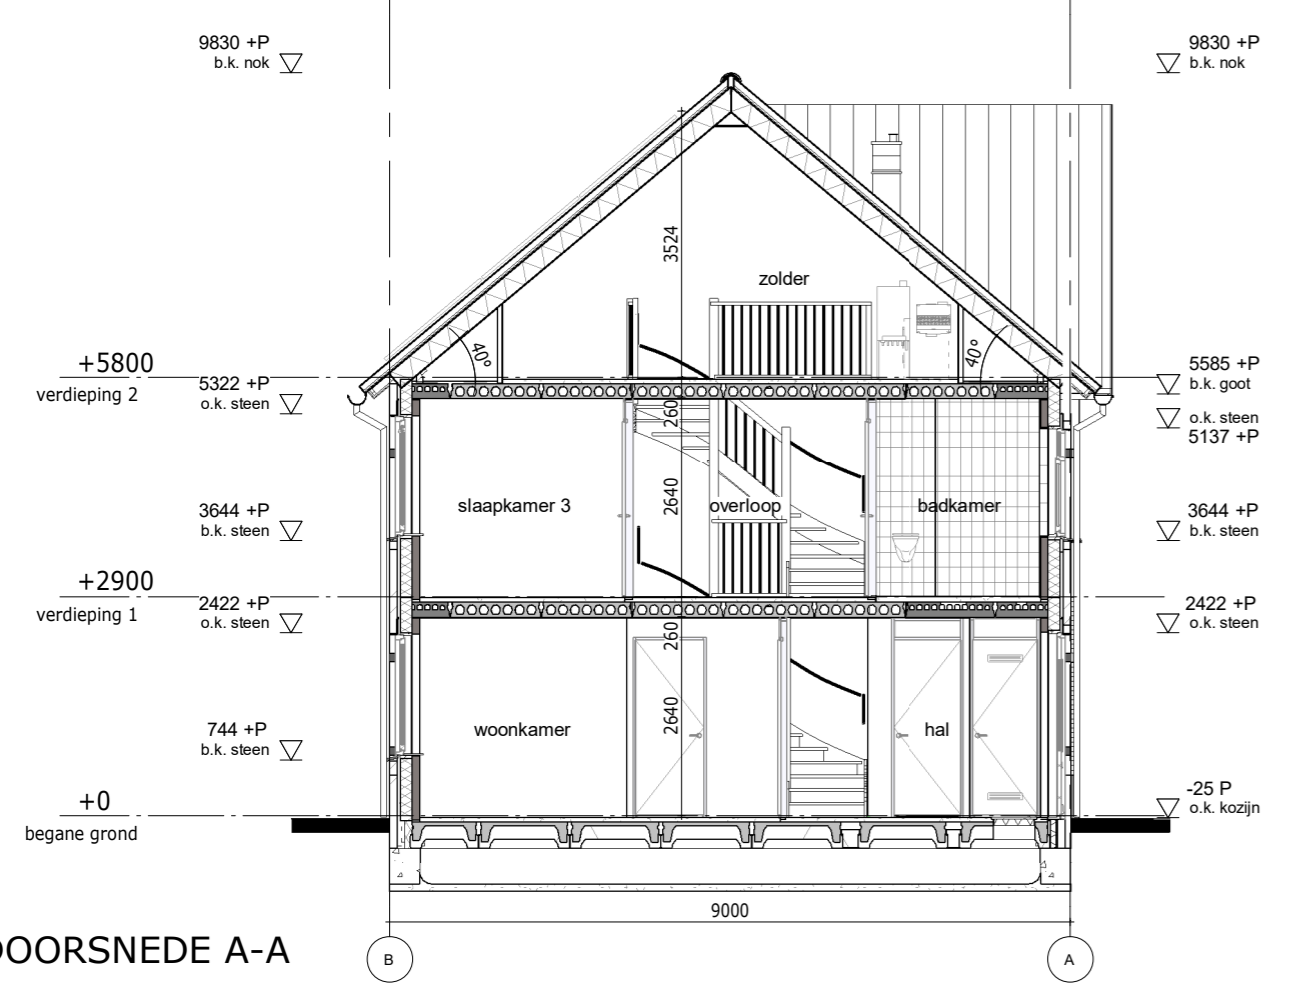 9830 +P
b.k. nok
9830 +P
b.k. nok
3524
zolder
40°
40°
+5800
verdieping 2
5322 +P
o.k. steen
5585 +P
b.k. goot
o.k. steen
5137 +P
260
slaapkamer 3
2640
overloop
badkamer
3644 +P
b.k. steen
3644 +P
b.k. steen
+2900
verdieping 1
2422 +P
o.k. steen
2422 +P
o.k. steen
260
woonkamer
2640
hal
744 +P
b.k. steen
+0
begane grond
-25 P
o.k. kozijn
9000
DOORSNEDE A-A
B
A